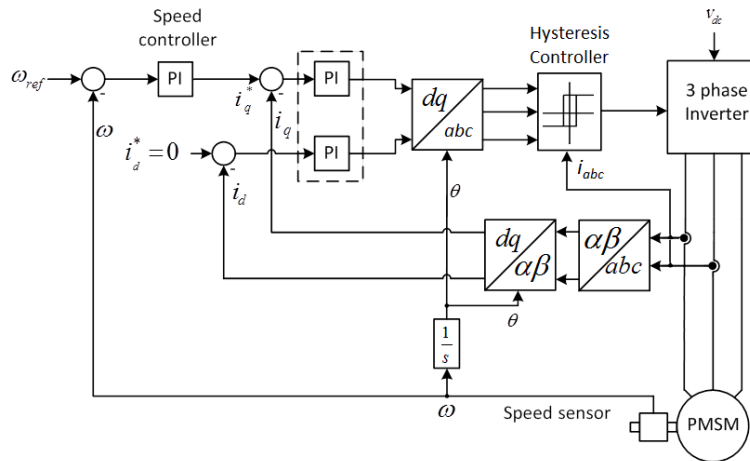 Speed
controller
Hysteresis
Controller
v_dc
ω_ref
PI
i_q^*
PI
dq
abc
3 phase
Inverter
ω
i_q
i_d^* = 0
PI
i_d
θ
i_abc
dq
αβ
αβ
abc
θ
1
s
ω
Speed sensor
PMSM
-
-
-